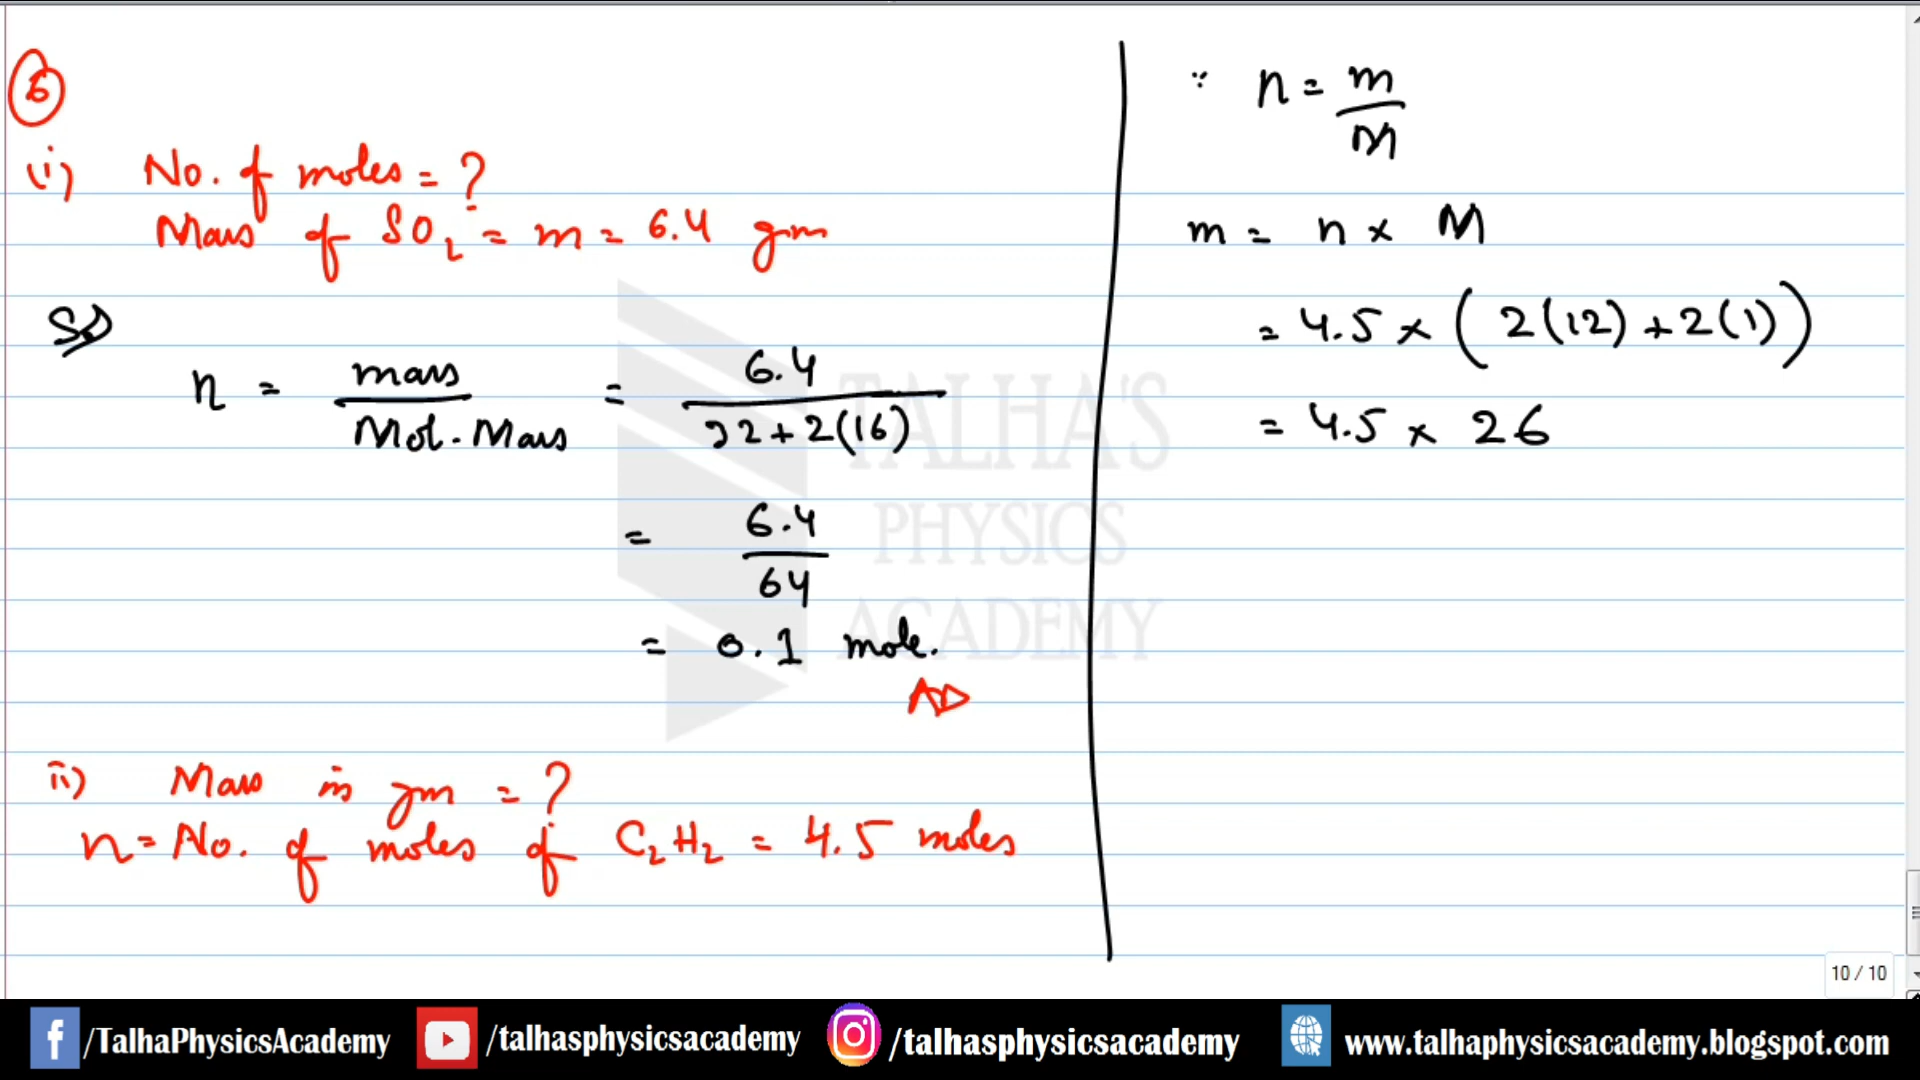 6
(i) No. of moles = ?
Mass of SO₂ = m = 6.4 gm
Sol
n = mass / Mol. Mass = 6.4 / 32 + 2(16)
= 6.4 / 64
= 0.1 mole.
ii) Mass in gm = ?
n = No. of moles of C₂H₂ = 4.5 moles
∵ n = m / M
m = n × M
= 4.5 × (2(12) + 2(1))
= 4.5 × 26
TALHA'S
PHYSICS
ACADEMY
10 / 10
/TalhaPhysicsAcademy
/talhasphysicsacademy
/talhasphysicsacademy
www.talhaphysicsacademy.blogspot.com